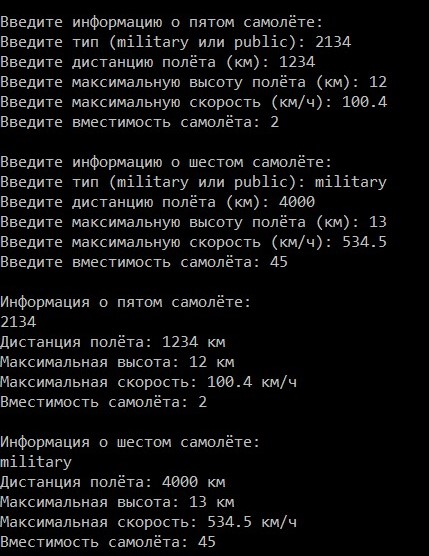 Введите информацию о пятом самолёте:
Введите тип (military или public): 2134
Введите дистанцию полёта (км): 1234
Введите максимальную высоту полёта (км): 12
Введите максимальную скорость (км/ч): 100.4
Введите вместимость самолёта: 2
Введите информацию о шестом самолёте:
Введите тип (military или public): military
Введите дистанцию полёта (км): 4000
Введите максимальную высоту полёта (км): 13
Введите максимальную скорость (км/ч): 534.5
Введите вместимость самолёта: 45
Информация о пятом самолёте:
2134
Дистанция полёта: 1234 км
Максимальная высота: 12 км
Максимальная скорость: 100.4 км/ч
Вместимость самолёта: 2
Информация о шестом самолёте:
military
Дистанция полёта: 4000 км
Максимальная высота: 13 км
Максимальная скорость: 534.5 км/ч
Вместимость самолёта: 45